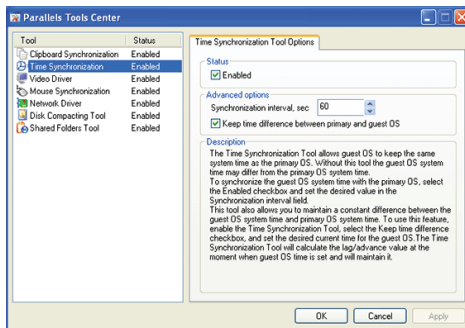 Parallels Tools Center
Tool Status
Clipboard Synchronization Enabled
Time Synchronization Enabled
Video Driver Enabled
Mouse Synchronization Enabled
Network Driver Enabled
Disk Compacting Tool Enabled
Shared Folders Tool Enabled
Time Synchronization Tool Options
Status
Enabled
Advanced options
Synchronization interval, sec 60
Keep time difference between primary and guest OS
Description
The Time Synchronization Tool allows guest OS to keep the same
system time as the primary OS. Without this tool the guest OS system
time may differ from the primary OS system time.
To synchronize the guest OS system time with the primary OS, select
the Enabled checkbox and set the desired value in the
Synchronization interval field.
This tool also allows you to maintain a constant difference between the
guest OS system time and primary OS system time. To use this feature,
enable the Time Synchronization Tool, select the Keep time difference
checkbox, and set the desired current time for the guest OS.The Time
Synchronization Tool will calculate the lag/advance value at the
moment when guest OS time is set and will maintain it.
OK Cancel Apply